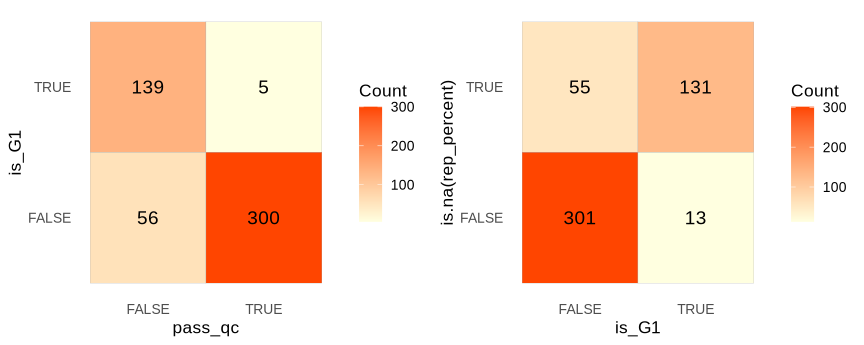 is_G1
TRUE
FALSE
139
5
56
300
FALSE
TRUE
pass_qc
Count
300
200
100
is.na(rep_percent)
TRUE
FALSE
55
131
301
13
FALSE
TRUE
is_G1
Count
300
200
100